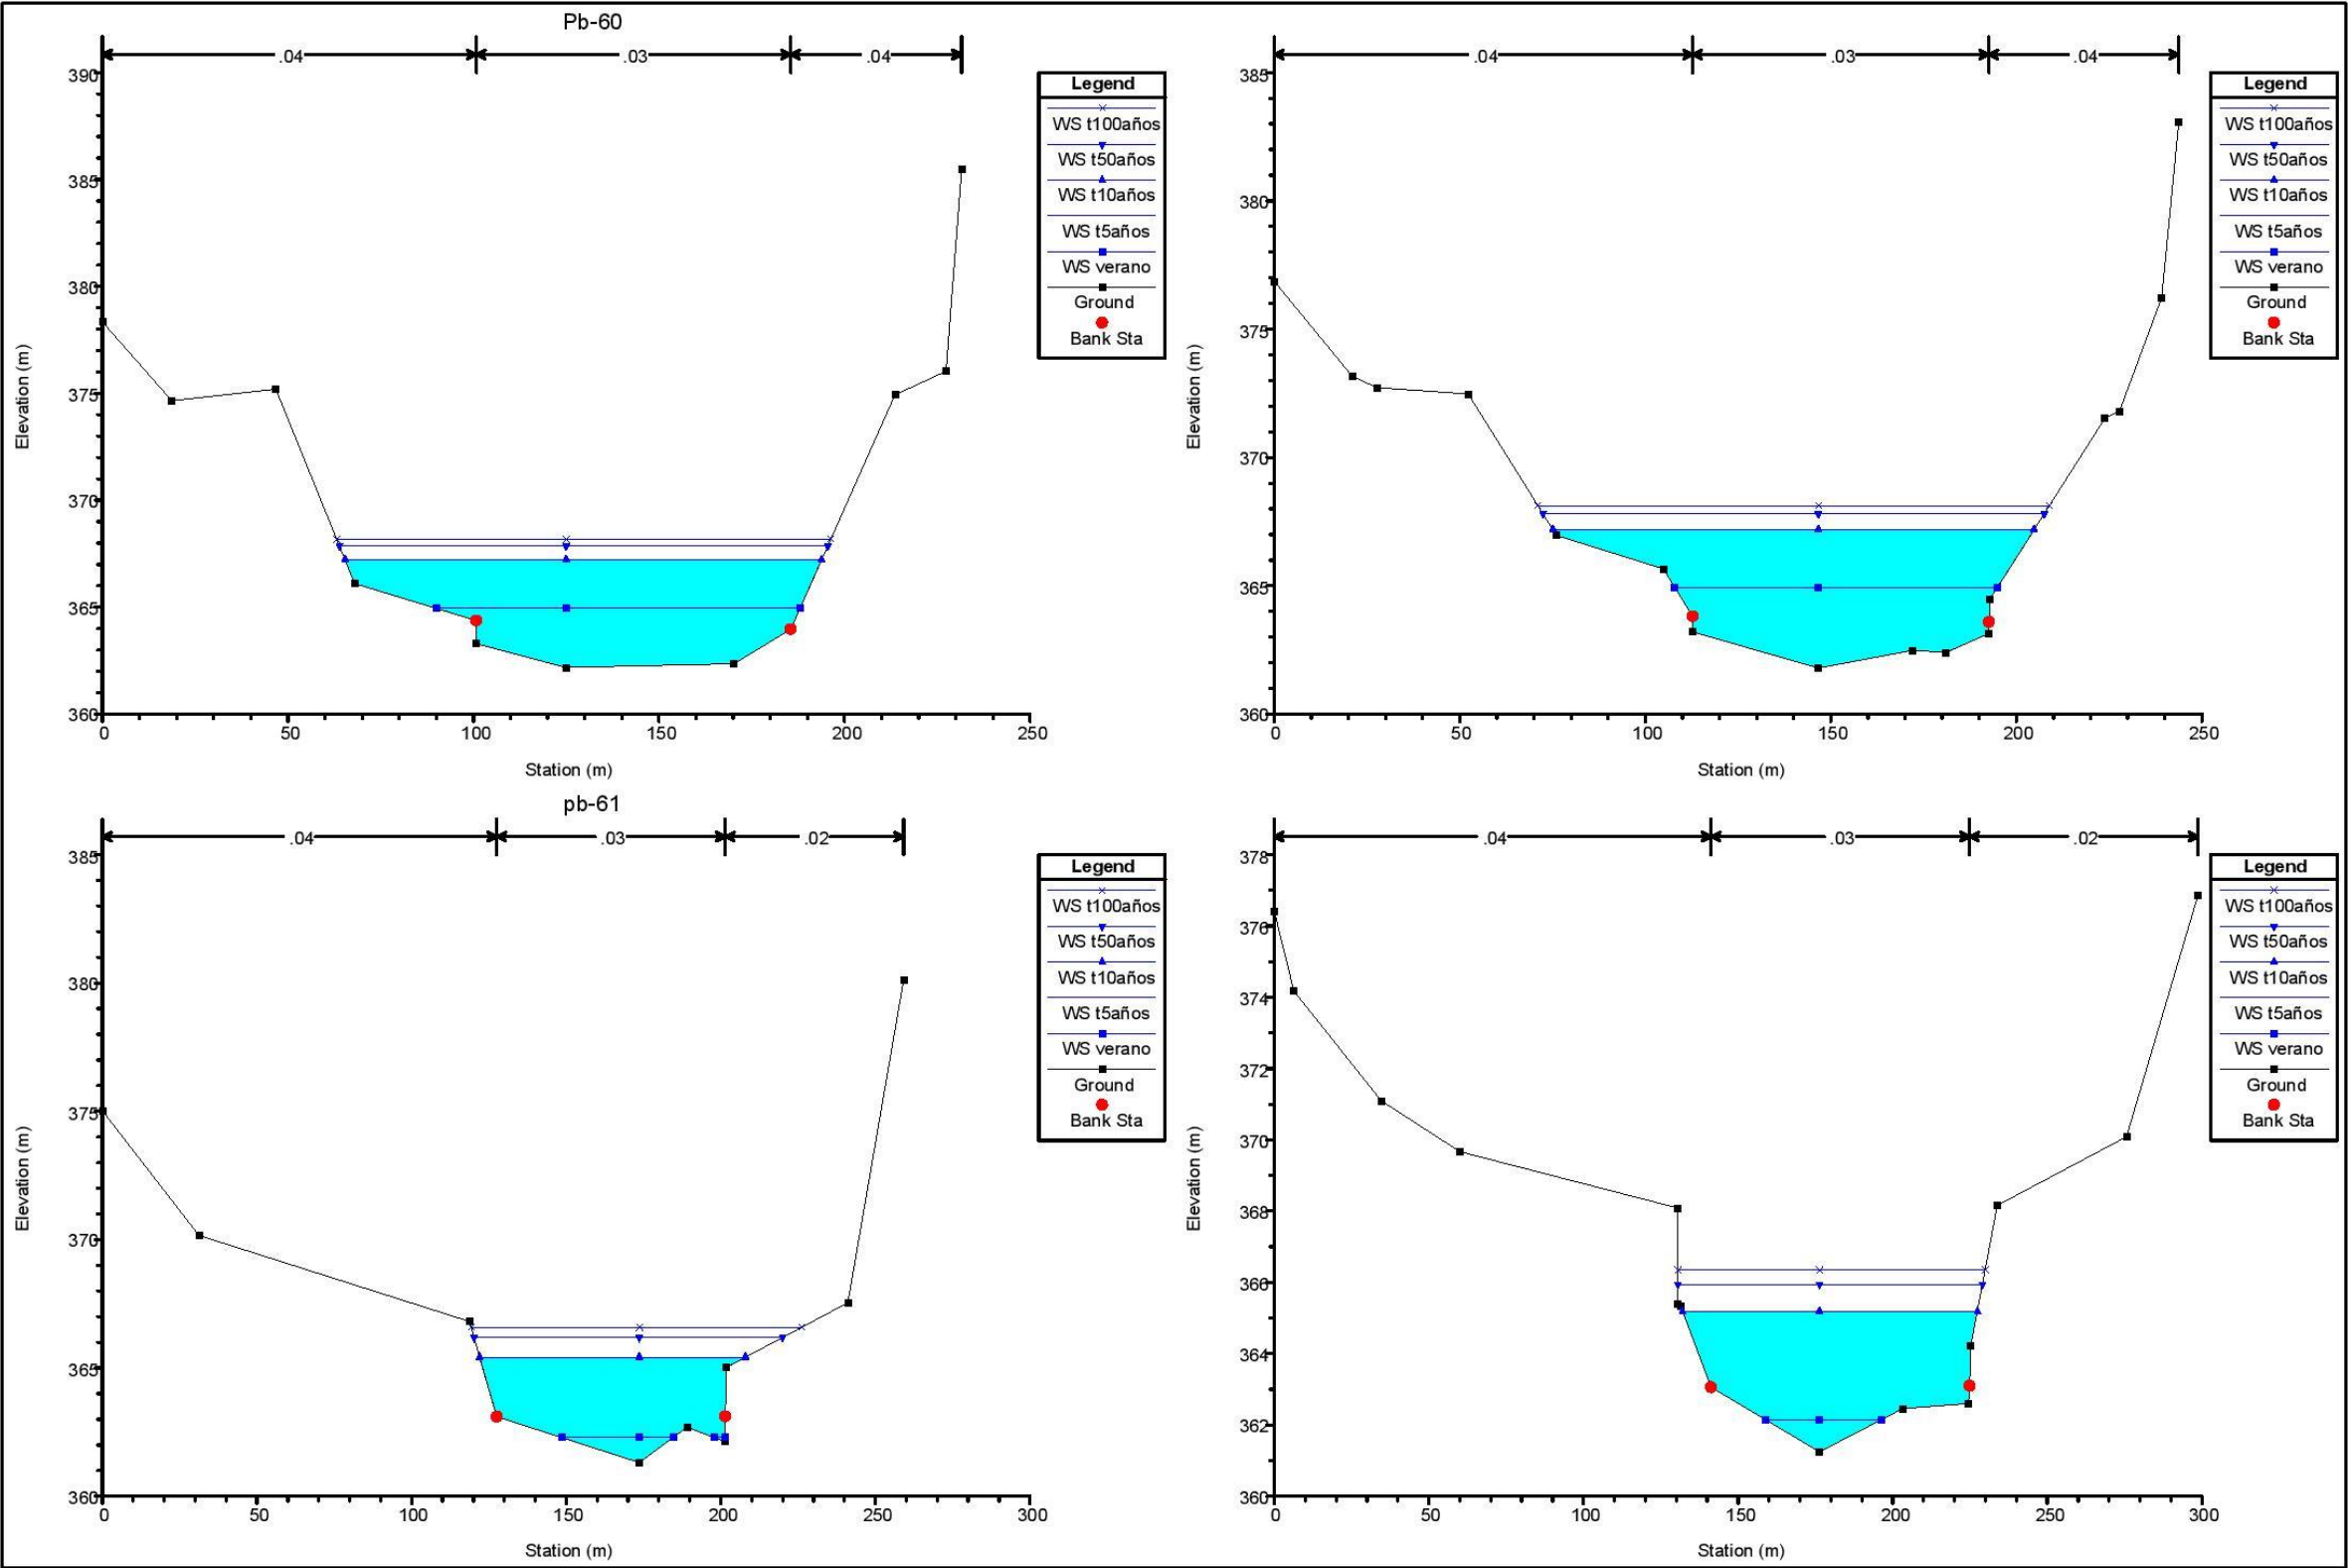 Pb-60
.04 .03 .04
390
385
380
375
370
365
360
0 50 100 150 200 250
Elevation (m)
Station (m)
Legend
WS t100años
WS t50años
WS t10años
WS t5años
WS verano
Ground
Bank Sta
.04 .03 .04
385
380
375
370
365
360
0 50 100 150 200 250
Elevation (m)
Station (m)
Legend
WS t100años
WS t50años
WS t10años
WS t5años
WS verano
Ground
Bank Sta
pb-61
.04 .03 .02
385
380
375
370
365
360
0 50 100 150 200 250 300
Elevation (m)
Station (m)
Legend
WS t100años
WS t50años
WS t10años
WS t5años
WS verano
Ground
Bank Sta
.04 .03 .02
378
376
374
372
370
368
366
364
362
360
0 50 100 150 200 250 300
Elevation (m)
Station (m)
Legend
WS t100años
WS t50años
WS t10años
WS t5años
WS verano
Ground
Bank Sta